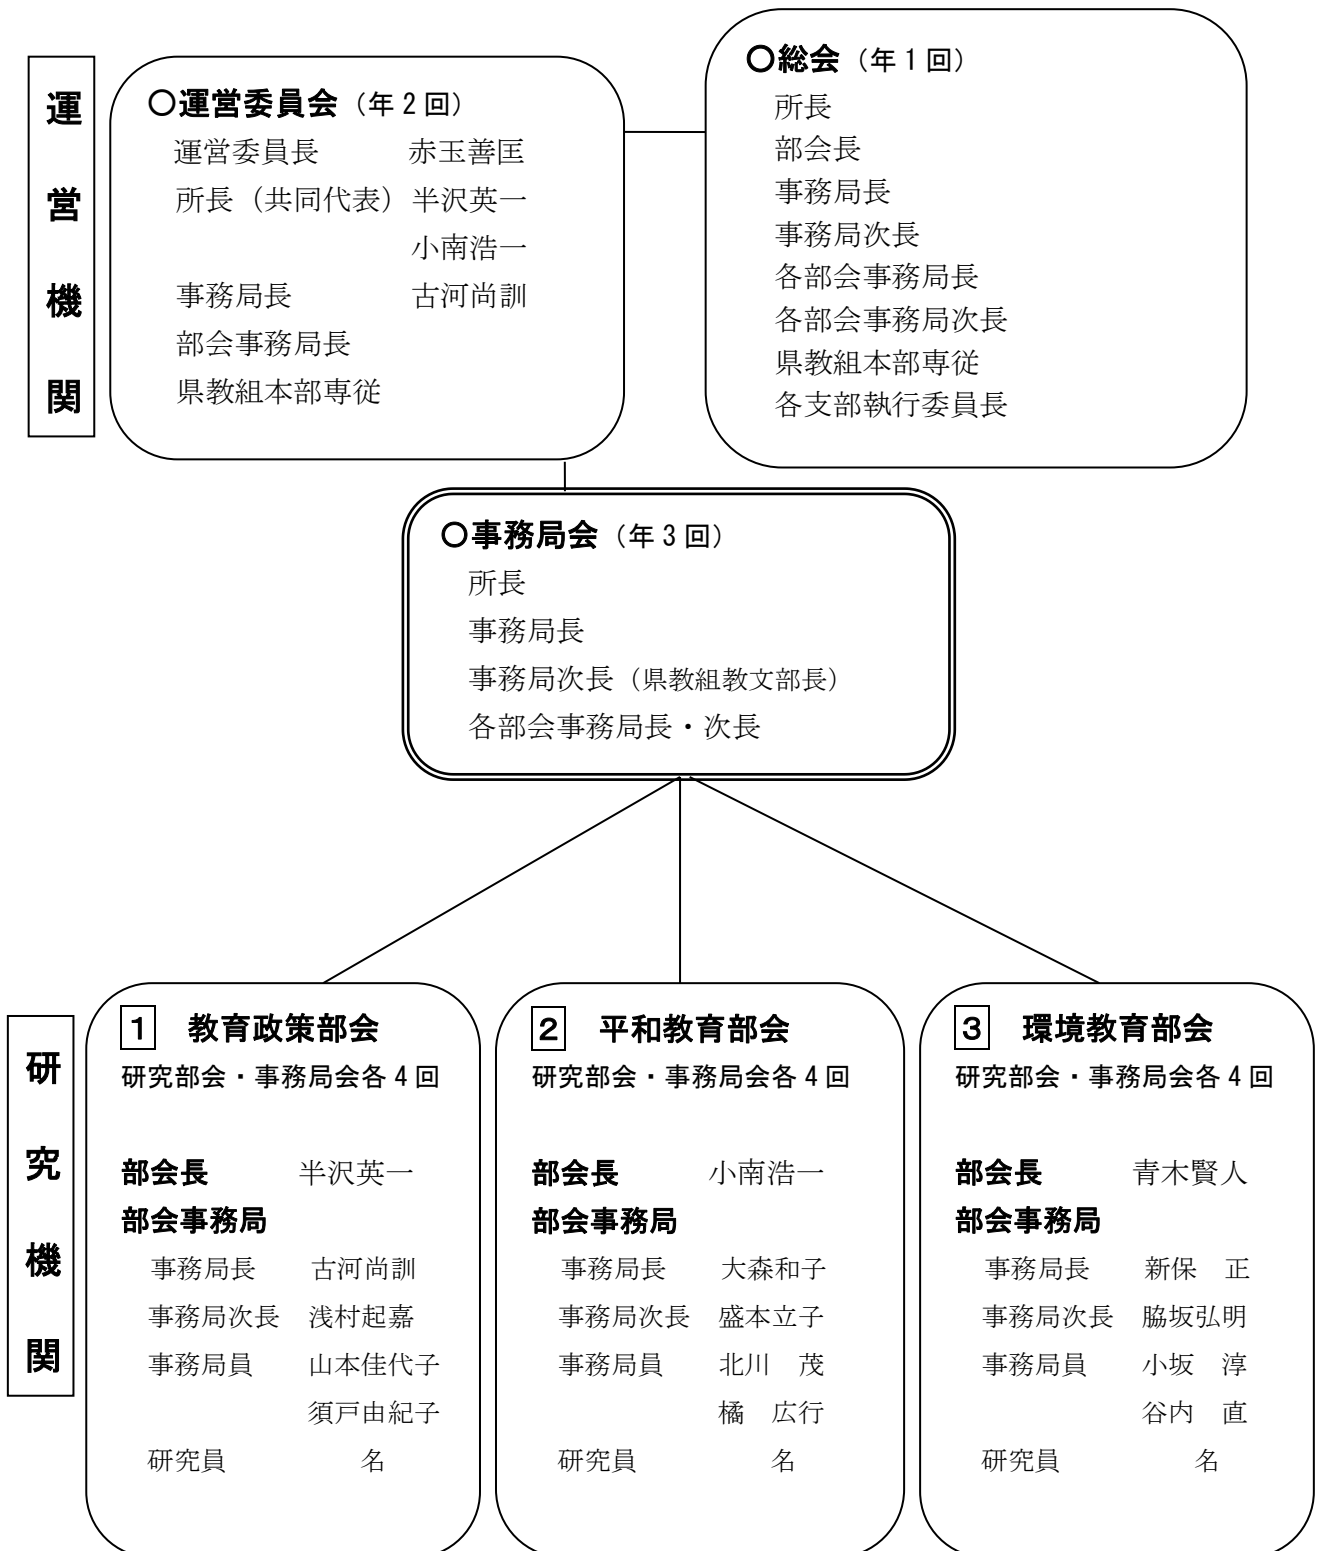 運営機関
〇運営委員会（年２回）
運営委員長　赤玉善匡
所長（共同代表）半沢英一
小南浩一
事務局長　古河尚訓
部会事務局長
県教組本部専従
〇総会（年１回）
所長
部会長
事務局長
事務局次長
各部会事務局長
各部会事務局次長
県教組本部専従
各支部執行委員長
〇事務局会（年３回）
所長
事務局長
事務局次長（県教組教文部長）
各部会事務局長・次長
研究機関
１　教育政策部会
研究部会・事務局会各４回
部会長　半沢英一
部会事務局
事務局長　古河尚訓
事務局次長　浅村起嘉
事務局員　山本佳代子
須戸由紀子
研究員　名
２　平和教育部会
研究部会・事務局会各４回
部会長　小南浩一
部会事務局
事務局長　大森和子
事務局次長　盛本立子
事務局員　北川　茂
橘　広行
研究員　名
３　環境教育部会
研究部会・事務局会各４回
部会長　青木賢人
部会事務局
事務局長　新保　正
事務局次長　脇坂弘明
事務局員　小坂　淳
谷内　直
研究員　名